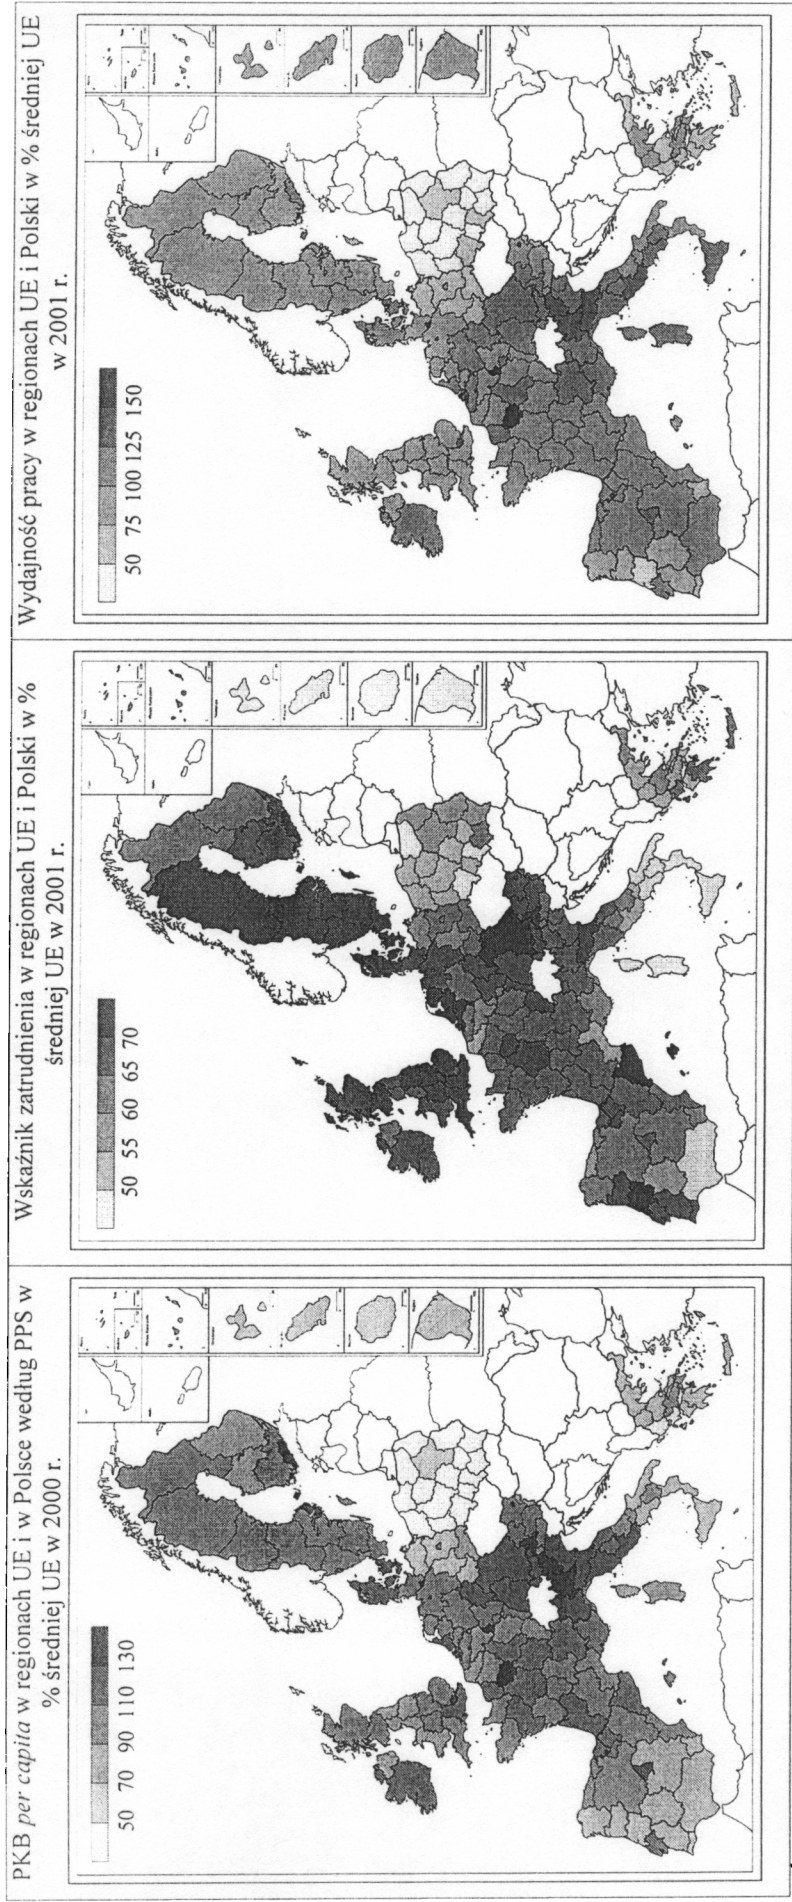 PKB per capita w regionach UE i w Polsce według PPS w
% średniej UE w 2000 r.
50 70 90 110 130
Wskaźnik zatrudnienia w regionach UE i Polski w %
średniej UE w 2001 r.
50 55 60 65 70
Wydajność pracy w regionach UE i Polski w % średniej UE
w 2001 r.
50 75 100 125 150